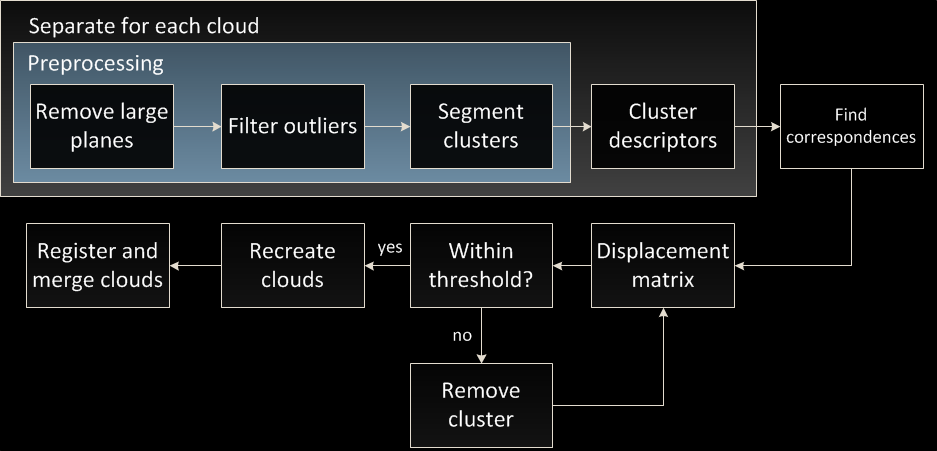 Separate for each cloud
Preprocessing
Remove large
planes
Filter outliers
Segment
clusters
Cluster
descriptors
Find
correspondences
Register and
merge clouds
Recreate
clouds
yes
Within
threshold?
Displacement
matrix
no
Remove
cluster